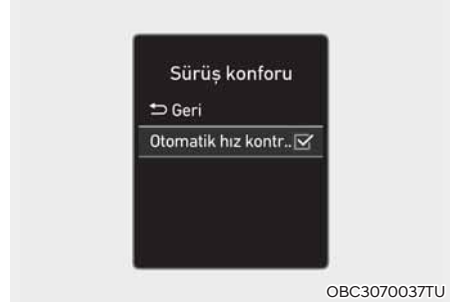 Sürüş konforu
⮌ Geri
Otomatik hız kontr..☑
OBC3070037TU